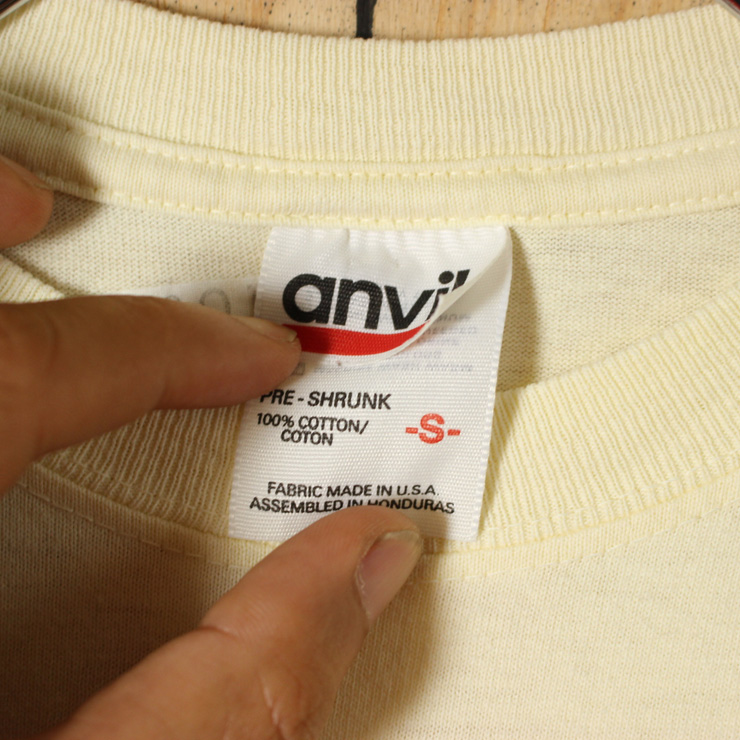 anvil
PRE - SHRUNK
100% COTTON/
COTON
-S-
FABRIC MADE IN U.S.A.
ASSEMBLED IN HONDURAS